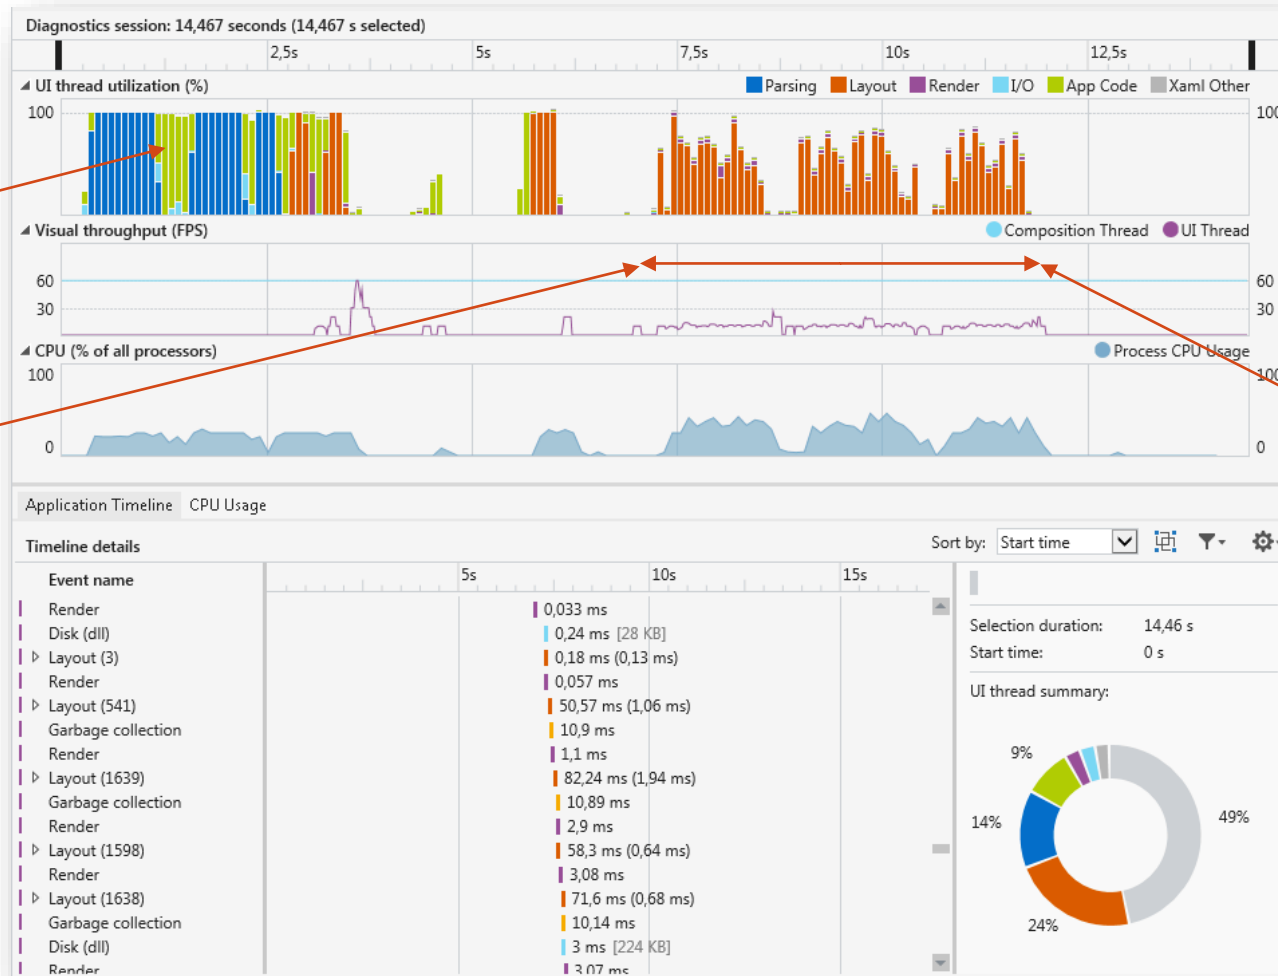 Diagnostics session: 14,467 seconds (14,467 s selected)
2,5s 5s 7,5s 10s 12,5s
UI thread utilization (%) Parsing Layout Render I/O App Code Xaml Other
100 100
Visual throughput (FPS) Composition Thread UI Thread
60 60
30 30
CPU (% of all processors) Process CPU Usage
100 100
0 0
Application Timeline CPU Usage
Timeline details Sort by: Start time
Event name 5s 10s 15s
Render 0,033 ms
Disk (dll) 0,24 ms [28 KB]
Layout (3) 0,18 ms (0,13 ms)
Render 0,057 ms
Layout (541) 50,57 ms (1,06 ms)
Garbage collection 10,9 ms
Render 1,1 ms
Layout (1639) 82,24 ms (1,94 ms)
Garbage collection 10,89 ms
Render 2,9 ms
Layout (1598) 58,3 ms (0,64 ms)
Render 3,08 ms
Layout (1638) 71,6 ms (0,68 ms)
Garbage collection 10,14 ms
Disk (dll) 3 ms [224 KB]
Render 3,07 ms
Selection duration: 14,46 s
Start time: 0 s
UI thread summary:
9%
49%
14%
24%